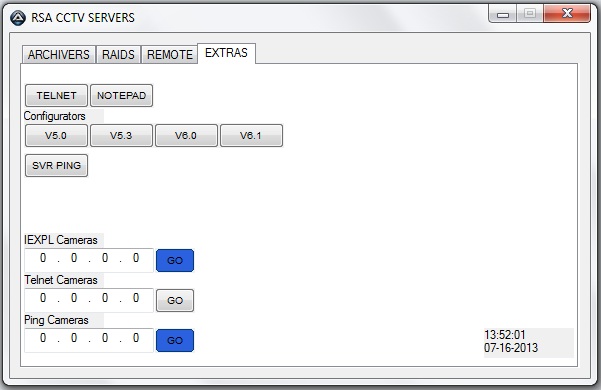 RSA CCTV SERVERS
ARCHIVERS RAIDS REMOTE EXTRAS
TELNET NOTEPAD
Configurators
V5.0 V5.3 V6.0 V6.1
SVR PING
IEXPL Cameras
0 . 0 . 0 . 0 GO
Telnet Cameras
0 . 0 . 0 . 0 GO
Ping Cameras
0 . 0 . 0 . 0 GO
13:52:01
07-16-2013